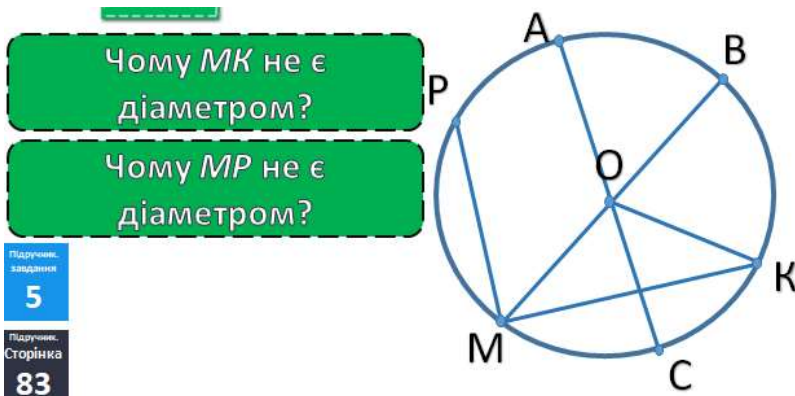 Чому МК не є
діаметром?
Чому МР не є
діаметром?
Підручник.
завдання
5
Підручник.
Сторінка
83
А
В
Р
О
К
М
С